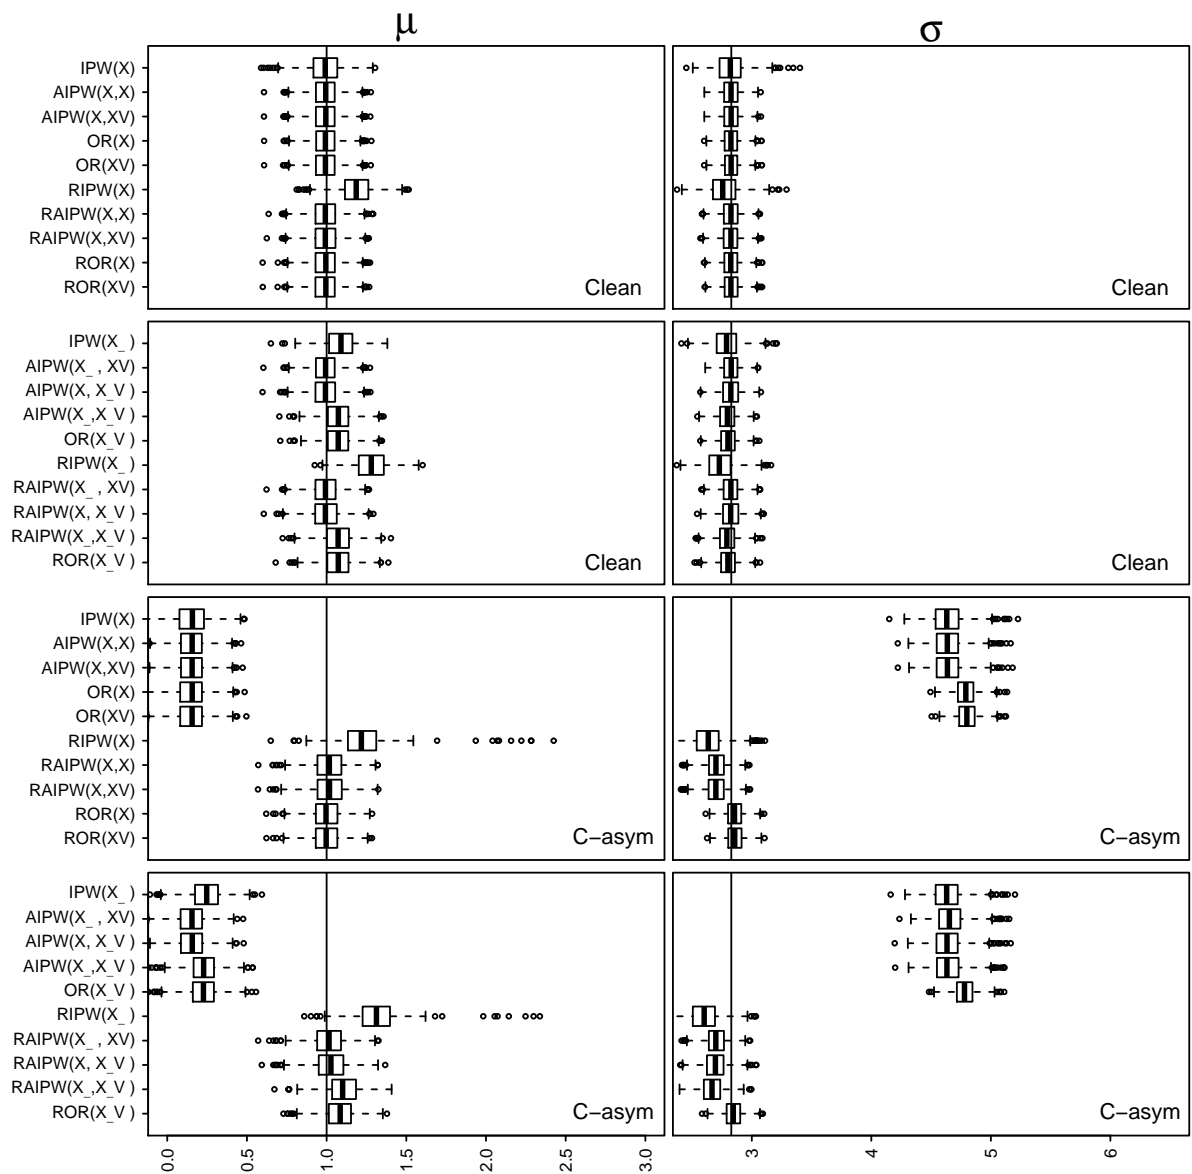 μ σ
IPW(X)
AIPW(X,X)
AIPW(X,XV)
OR(X)
OR(XV)
RIPW(X)
RAIPW(X,X)
RAIPW(X,XV)
ROR(X)
ROR(XV)
Clean Clean
IPW(X_ )
AIPW(X_ , XV)
AIPW(X, X_V )
AIPW(X_,X_V )
OR(X_V )
RIPW(X_ )
RAIPW(X_ , XV)
RAIPW(X, X_V )
RAIPW(X_,X_V )
ROR(X_V )
Clean Clean
IPW(X)
AIPW(X,X)
AIPW(X,XV)
OR(X)
OR(XV)
RIPW(X)
RAIPW(X,X)
RAIPW(X,XV)
ROR(X)
ROR(XV)
C−asym C−asym
IPW(X_ )
AIPW(X_ , XV)
AIPW(X, X_V )
AIPW(X_,X_V )
OR(X_V )
RIPW(X_ )
RAIPW(X_ , XV)
RAIPW(X, X_V )
RAIPW(X_,X_V )
ROR(X_V )
C−asym C−asym
0.0 0.5 1.0 1.5 2.0 2.5 3.0 3 4 5 6